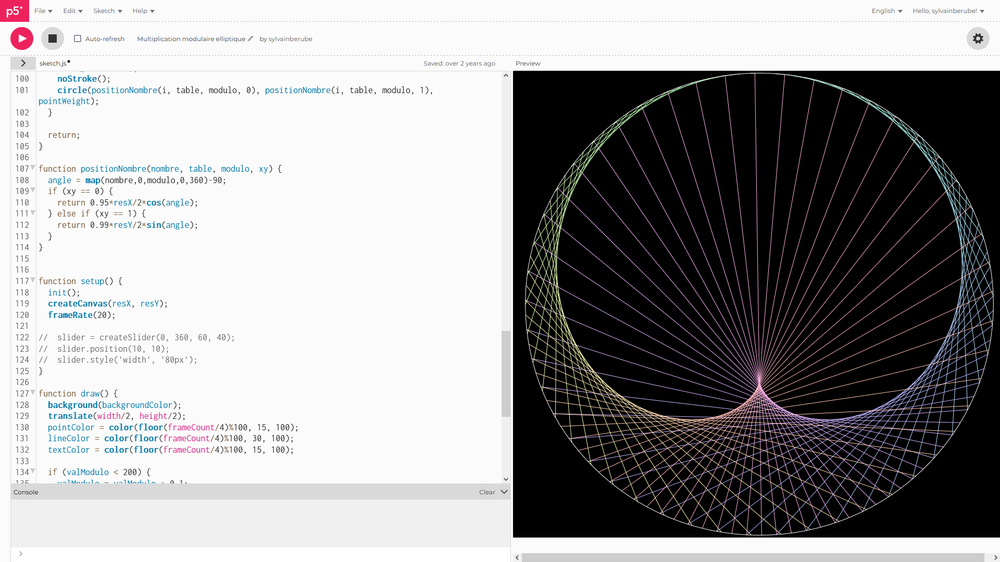 p5* File Edit Sketch Help English Hello, sylvainberube!
Auto-refresh Multiplication modulaire elliptique by sylvainberube
sketch.js Saved: over 2 years ago Preview
100 noStroke();
101 circle(positionNombre(i, table, modulo, 0), positionNombre(i, table, modulo, 1),
pointWeight);
102 }
103
104 return;
105 }
106
107 function positionNombre(nombre, table, modulo, xy) {
108 angle = map(nombre,0,modulo,0,360)-90;
109 if (xy == 0) {
110 return 0.95*resX/2*cos(angle);
111 } else if (xy == 1) {
112 return 0.99*resY/2*sin(angle);
113 }
114 }
115
116
117 function setup() {
118 init();
119 createCanvas(resX, resY);
120 frameRate(20);
121
122 //  slider = createSlider(0, 360, 60, 40);
123 //  slider.position(10, 10);
124 //  slider.style('width', '80px');
125 }
126
127 function draw() {
128 background(backgroundColor);
129 translate(width/2, height/2);
130 pointColor = color(floor(frameCount/4)%100, 15, 100);
131 lineColor = color(floor(frameCount/4)%100, 30, 100);
132 textColor = color(floor(frameCount/4)%100, 15, 100);
133
134 if (valModulo < 200) {
135 valModulo = valModulo + 0.1;
Console Clear